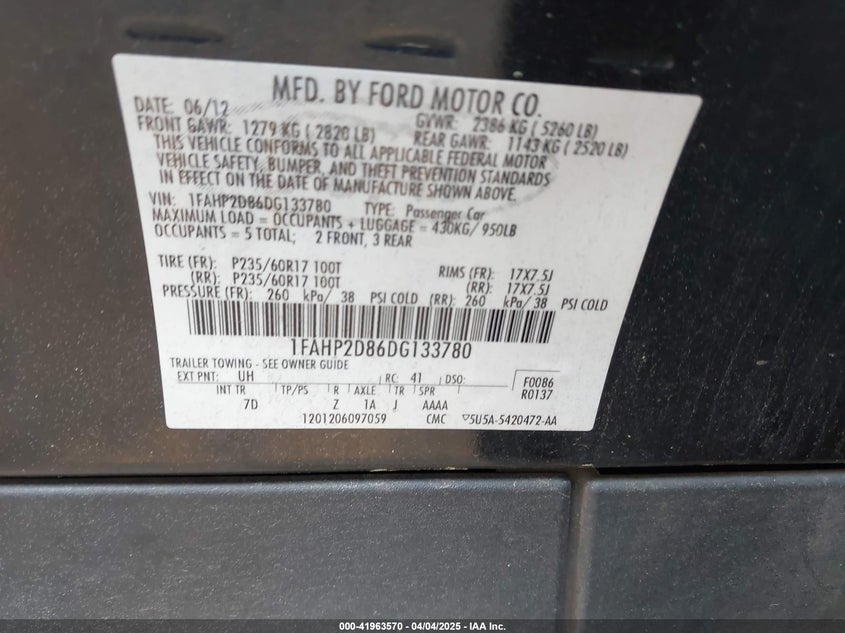 MFD. BY FORD MOTOR CO.
DATE: 06/12 GVWR: 2386 KG ( 5260 LB)
FRONT GAWR: 1279 KG ( 2820 LB) REAR GAWR: 1143 KG ( 2520 LB)
THIS VEHICLE CONFORMS TO ALL APPLICABLE FEDERAL MOTOR
VEHICLE SAFETY, BUMPER, AND THEFT PREVENTION STANDARDS
IN EFFECT ON THE DATE OF MANUFACTURE SHOWN ABOVE.
VIN: 1FAHP2D86DG133780 TYPE: Passenger Car
MAXIMUM LOAD = OCCUPANTS + LUGGAGE = 430KG/ 950LB
OCCUPANTS = 5 TOTAL; 2 FRONT, 3 REAR
TIRE (FR): P235/60R17 100T RIMS (FR): 17X7.5J
(RR): P235/60R17 100T (RR): 17X7.5J
PRESSURE (FR): 260 kPa/ 38 PSI COLD (RR): 260 kPa/ 38 PSI COLD
1FAHP2D86DG133780
TRAILER TOWING - SEE OWNER GUIDE
EXT PNT: UH RC: 41 DSO: F0086
INT TR TP/PS R AXLE TR SPR R0137
7D Z 1A J AAAA
1201206097059 CMC ▽5U5A-5420472-AA
000-41963570 - 04/04/2025 - IAA Inc.